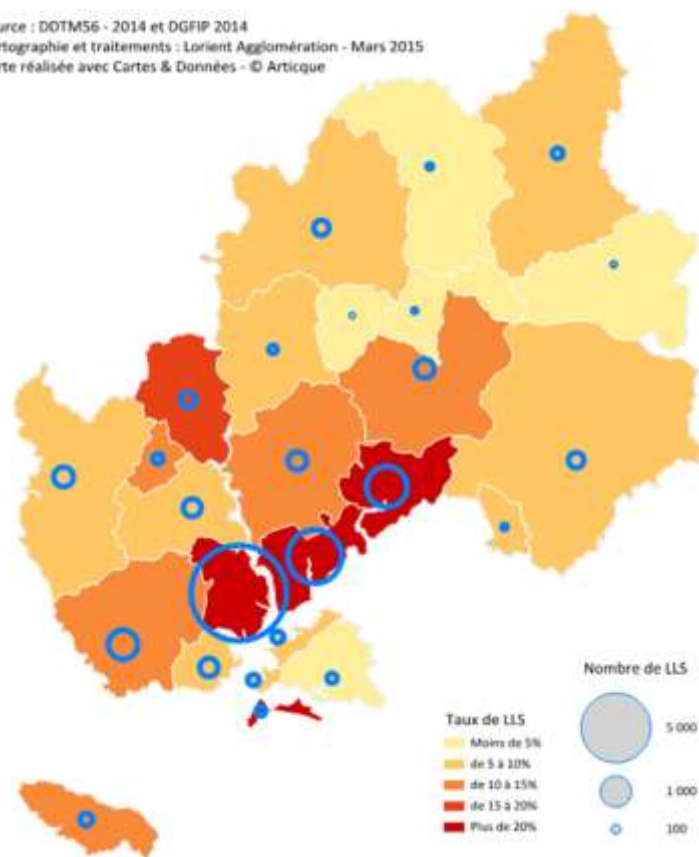 urce : DDTM56 - 2014 et DGFIP 2014
rtographie et traitements : Lorient Agglomération - Mars 2015
rte réalisée avec Cartes & Données - © Articque
Nombre de LLS
5 000
1 000
100
Taux de LLS
Moins de 5%
de 5 à 10%
de 10 à 15%
de 15 à 20%
Plus de 20%